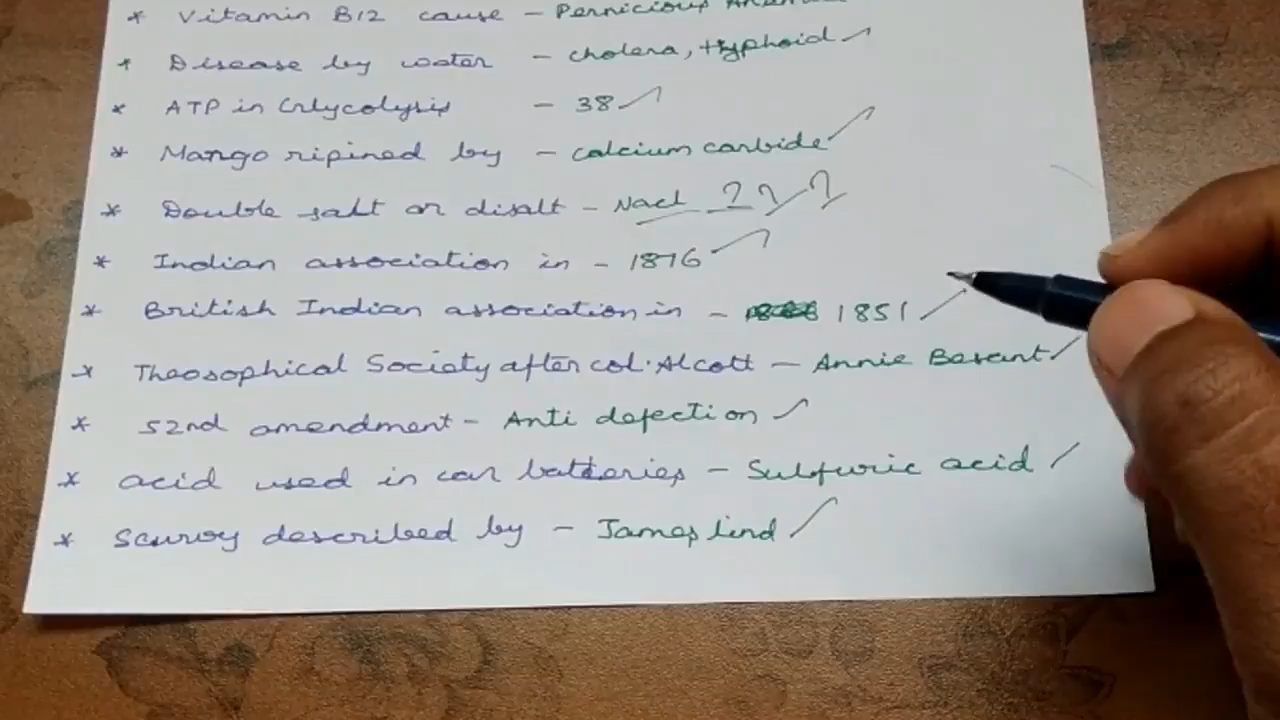 * Vitamin B12 cause - Pernicious
* Disease by water - cholera, thyphoid
* ATP in Glycolysis - 38
* Mango ripined by - calcium carbide
* Double salt or disalt - Nacl ???
* Indian association in - 1876
* British Indian association in - 1851
* Theosophical Society after col. Alcott - Annie Besant
* 52nd amendment - Anti defection
* acid used in car batteries - Sulfuric acid
* Scurvy described by - James lind